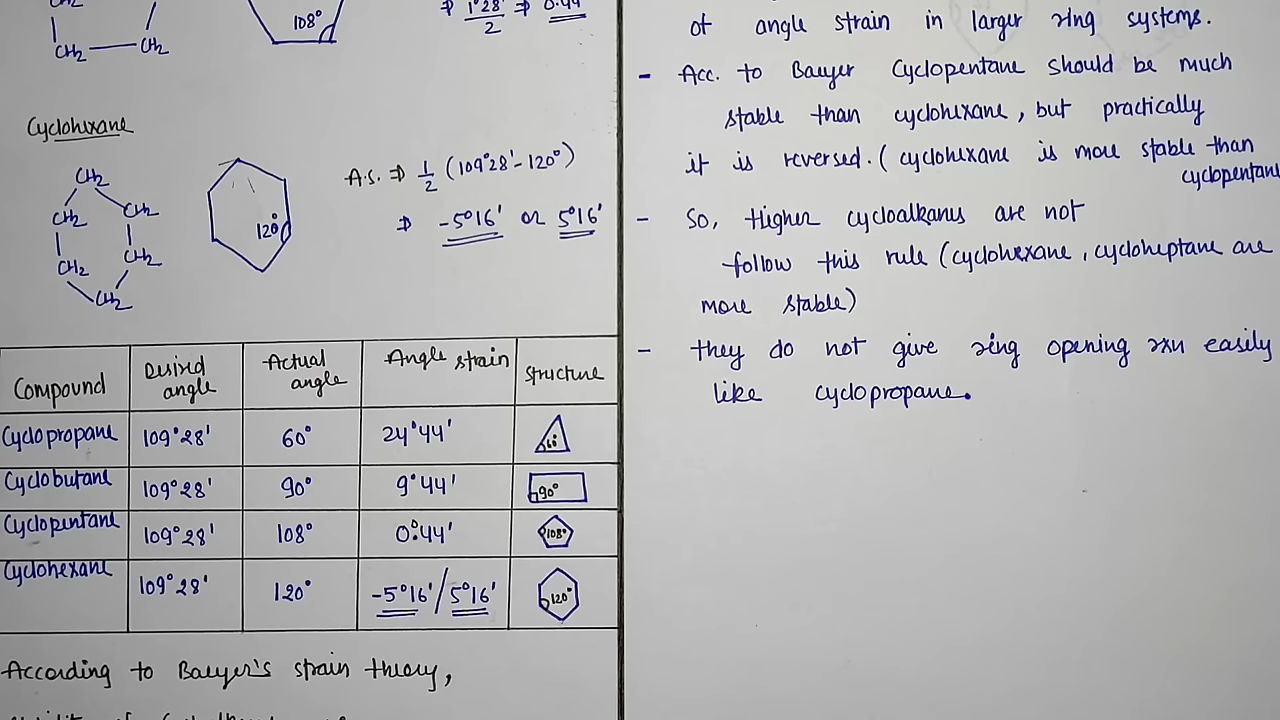 CH₂
CH₂ — CH₂
108°
⇒ 1°28'/2 ⇒ 0.44
Cyclohexane
CH₂
CH₂ CH₂
CH₂ CH₂
CH₂
120°
A.S. ⇒ 1/2 (109°28' - 120°)
⇒ -5°16' or 5°16'
Compound Desired angle Actual angle Angle strain Structure
Cyclopropane 109°28' 60° 24°44' 60
Cyclobutane 109°28' 90° 9°44' 90°
Cyclopentane 109°28' 108° 0°.44' 108°
Cyclohexane 109°28' 120° -5°16'/5°16' 120°
According to Baeyer's strain theory,
of angle strain in larger ring systems.
- Acc. to Baeyer Cyclopentane should be much
stable than cyclohexane, but practically
it is reversed. (cyclohexane is more stable than
cyclopentane
- So, Higher cycloalkanes are not
follow this rule (cyclohexane, cycloheptane are
more stable)
- they do not give ring opening rxn easily
like cyclopropane.